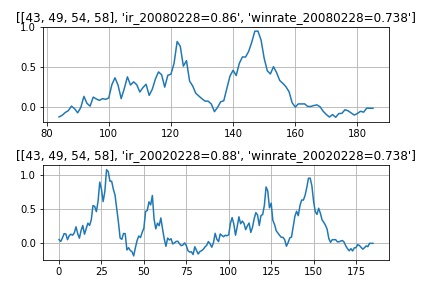 [[43, 49, 54, 58], 'ir_20080228=0.86', 'winrate_20080228=0.738']
1.0
0.5
0.0
80 100 120 140 160 180
[[43, 49, 54, 58], 'ir_20020228=0.88', 'winrate_20020228=0.738']
1.0
0.5
0.0
0 25 50 75 100 125 150 175